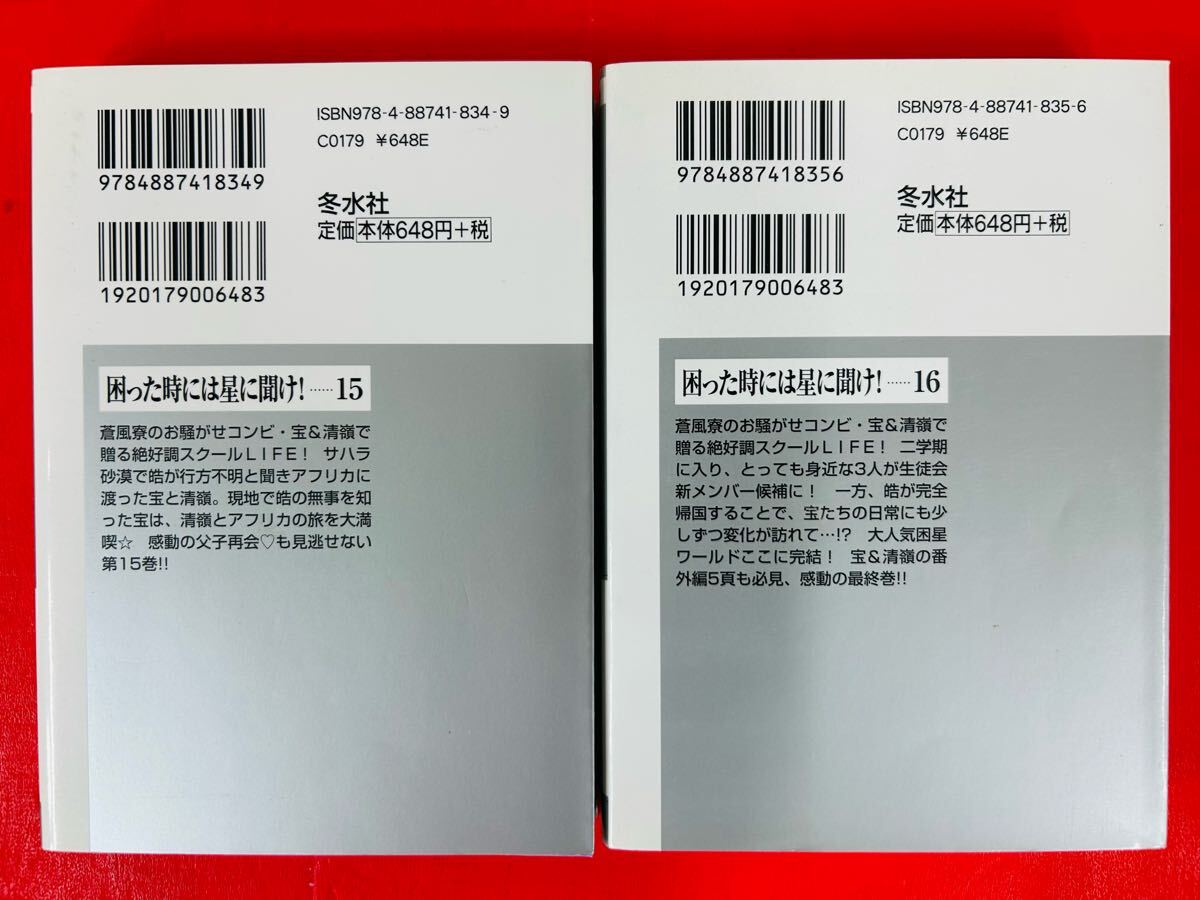 ISBN978-4-88741-834-9
C0179 ¥648E
9784887418349
冬水社
定価本体648円+税
1920179006483
困った時には星に聞け!……15
蒼風寮のお騒がせコンビ・宝&清嶺で
贈る絶好調スクールLIFE! サハラ
砂漠で皓が行方不明と聞きアフリカに
渡った宝と清嶺。現地で皓の無事を知
った宝は、清嶺とアフリカの旅を大満
喫☆ 感動の父子再会♡も見逃せない
第15巻!!
ISBN978-4-88741-835-6
C0179 ¥648E
9784887418356
冬水社
定価本体648円+税
1920179006483
困った時には星に聞け!……16
蒼風寮のお騒がせコンビ・宝&清嶺で
贈る絶好調スクールLIFE! 二学期
に入り、とっても身近な3人が生徒会
新メンバー候補に! 一方、皓が完全
帰国することで、宝たちの日常にも少
しずつ変化が訪れて…!? 大人気困星
ワールドここに完結! 宝&清嶺の番
外編5頁も必見、感動の最終巻!!